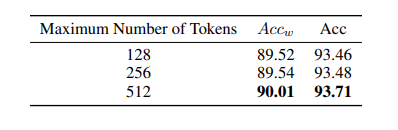 Maximum Number of Tokens Acc_w Acc
128 89.52 93.46
256 89.54 93.48
512 90.01 93.71